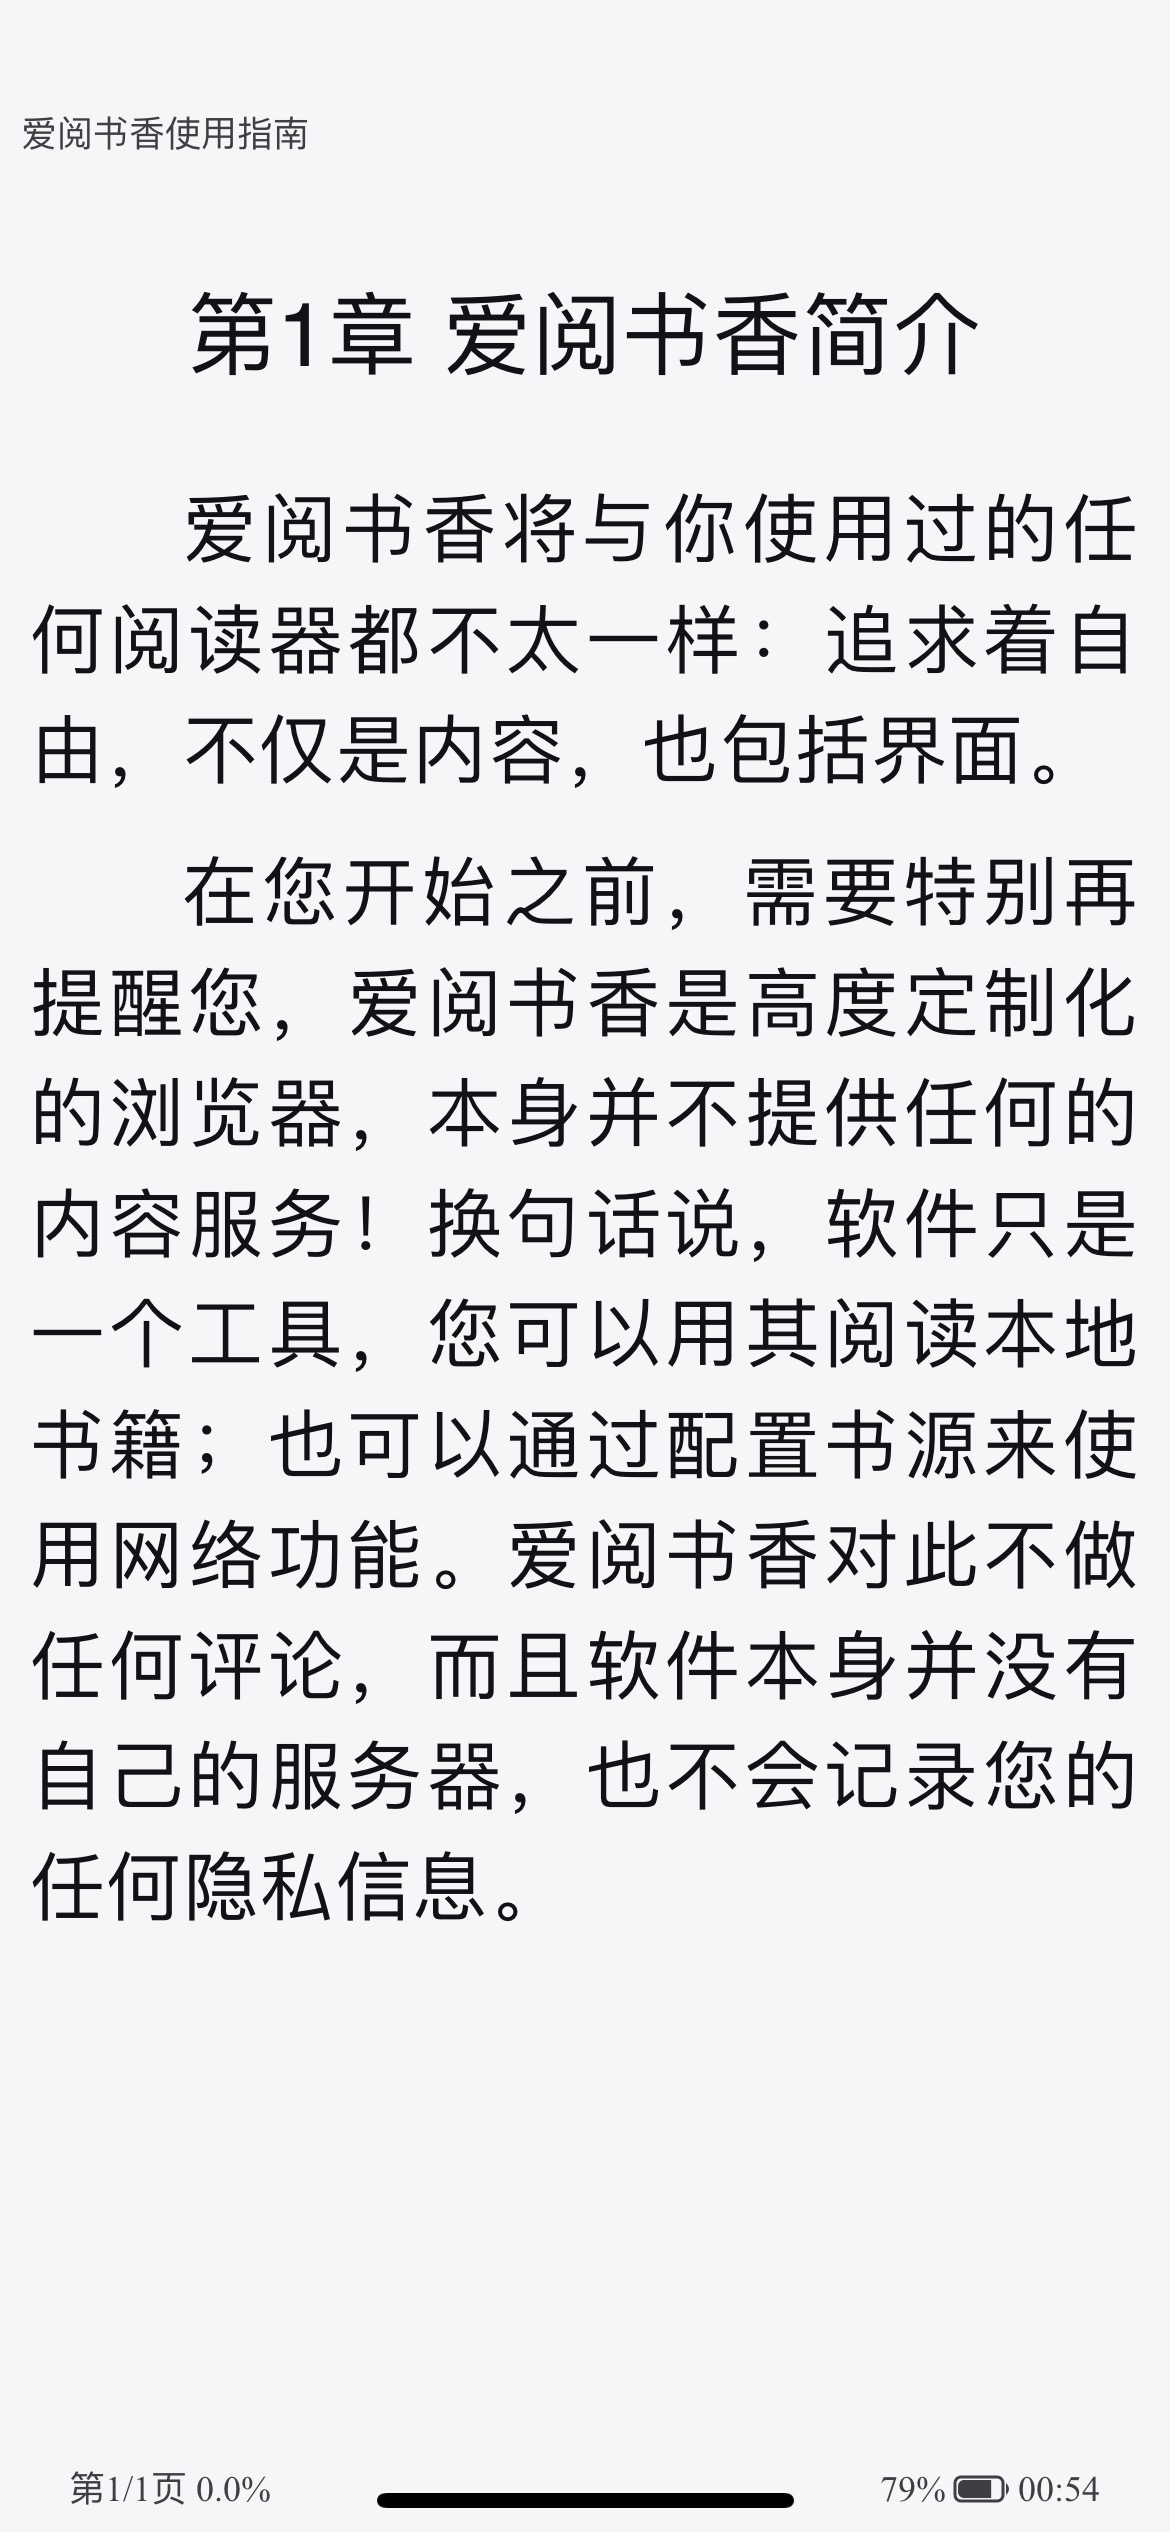 爱阅书香使用指南
第1章 爱阅书香简介
爱阅书香将与你使用过的任
何阅读器都不太一样：追求着自
由，不仅是内容，也包括界面。
在您开始之前，需要特别再
提醒您，爱阅书香是高度定制化
的浏览器，本身并不提供任何的
内容服务！换句话说，软件只是
一个工具，您可以用其阅读本地
书籍；也可以通过配置书源来使
用网络功能。爱阅书香对此不做
任何评论，而且软件本身并没有
自己的服务器，也不会记录您的
任何隐私信息。
第1/1页 0.0% 79% 00:54